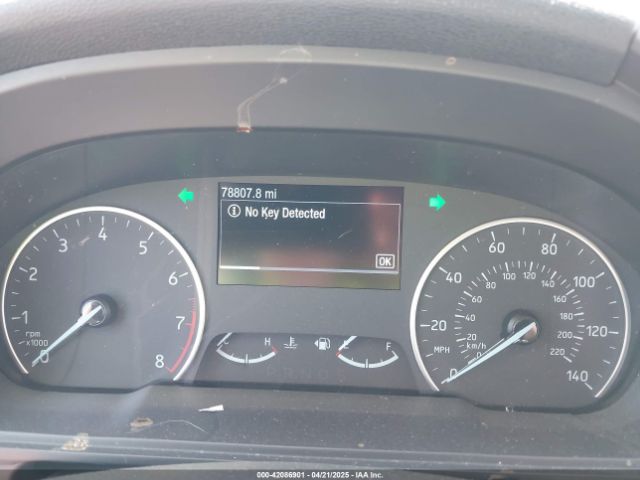 78807.8 mi
No Key Detected
OK
0 1 2 3 4 5 6 7 8
rpm
x1000
C H
E F
0 20 40 60 80 100 120 140
MPH
km/h
0 20 40 60 80 100 120 140 160 180 200 220
000-42086901 - 04/21/2025 - IAAI, Inc.